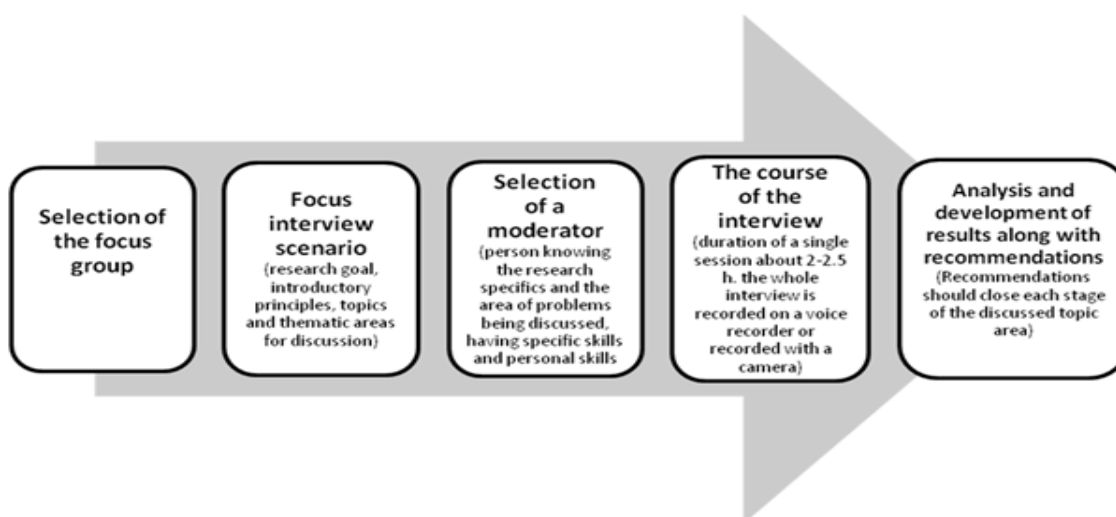 Selection of
the focus
group
Focus
interview
scenario
(research goal,
introductory
principles, topics
and thematic areas
for discussion)
Selection
of a
moderator
(person knowing
the research
specifics and the
area of problems
being discussed,
having specific skills
and personal skills
The course
of the
interview
(duration of a single
session about 2-2.5
h. the whole
interview is
recorded on a voice
recorder or
recorded with a
camera)
Analysis and
development of
results along with
recommendations
(Recommendations
should close each stage
of the discussed topic
area)